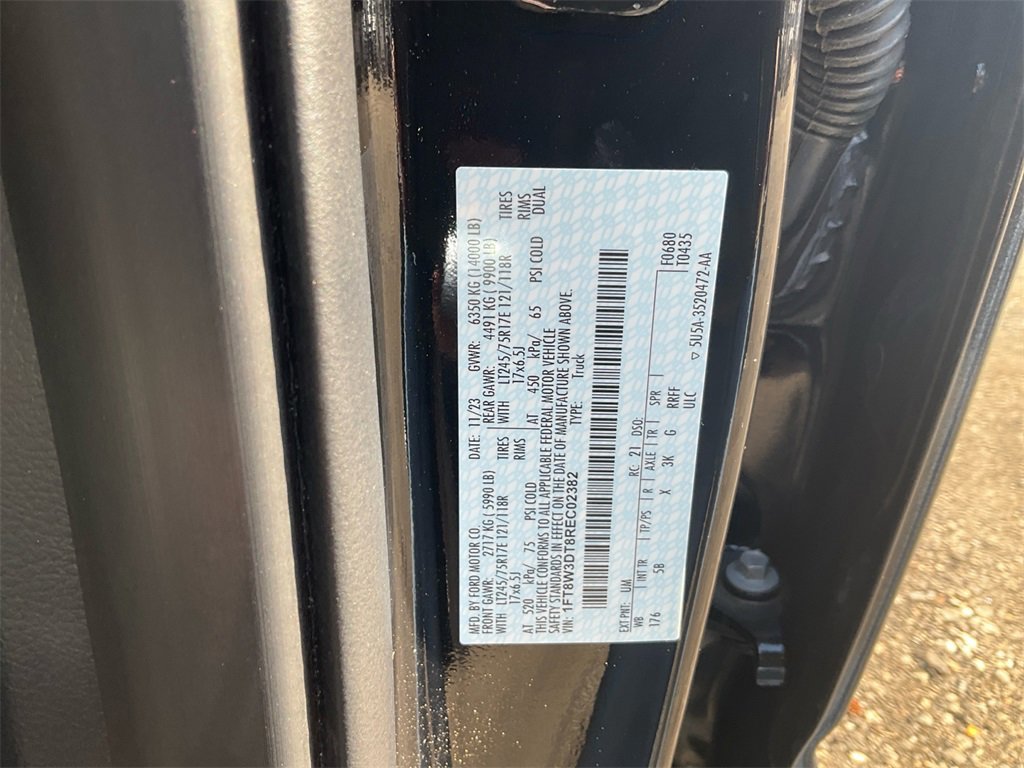 MFD. BY FORD MOTOR CO. DATE: 11/23 GVWR: 6350 KG (14000 LB)
FRONT GAWR: 2717 KG ( 5990 LB) REAR GAWR: 4491 KG ( 9900 LB)
WITH LT245/75R17E 121/118R TIRES WITH LT245/75R17E 121/118R TIRES
17x6.5J RIMS 17x6.5J RIMS
AT 520 kPa/ 75 PSI COLD AT 450 kPa/ 65 PSI COLD DUAL
THIS VEHICLE CONFORMS TO ALL APPLICABLE FEDERAL MOTOR VEHICLE
SAFETY STANDARDS IN EFFECT ON THE DATE OF MANUFACTURE SHOWN ABOVE.
VIN: 1FT8W3DT8REC02382 TYPE: Truck
EXT PNT: UM RC: 21 DSO: F0680
WB INT TR TP/PS R AXLE TR SPR T0435
176 5B X 3K G RRFF
ULC
▽ 5U5A-3520472-AA